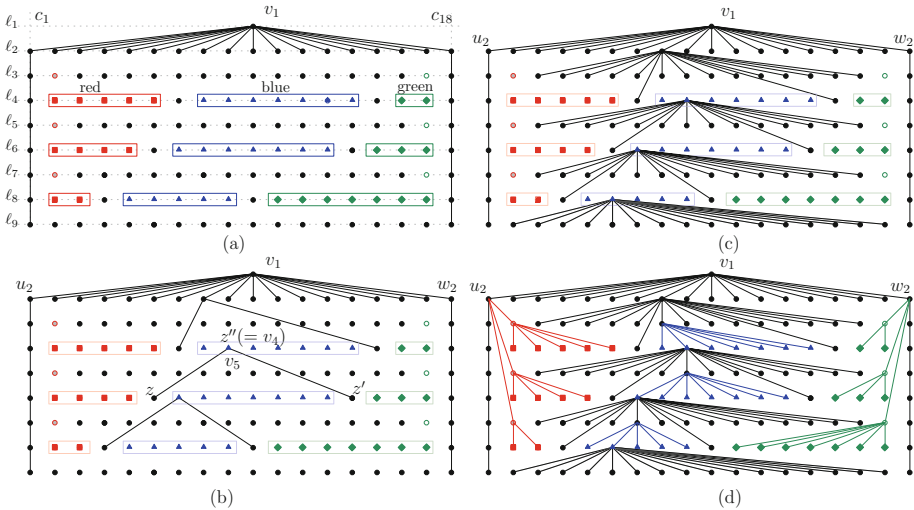 ℓ1 c1 v1 c18
ℓ2
ℓ3
red blue green
ℓ4
ℓ5
ℓ6
ℓ7
ℓ8
ℓ9
(a)
v1
u2 w2
(c)
v1
u2 w2
z''(= v4)
v5
z z'
(b)
v1
u2 w2
(d)